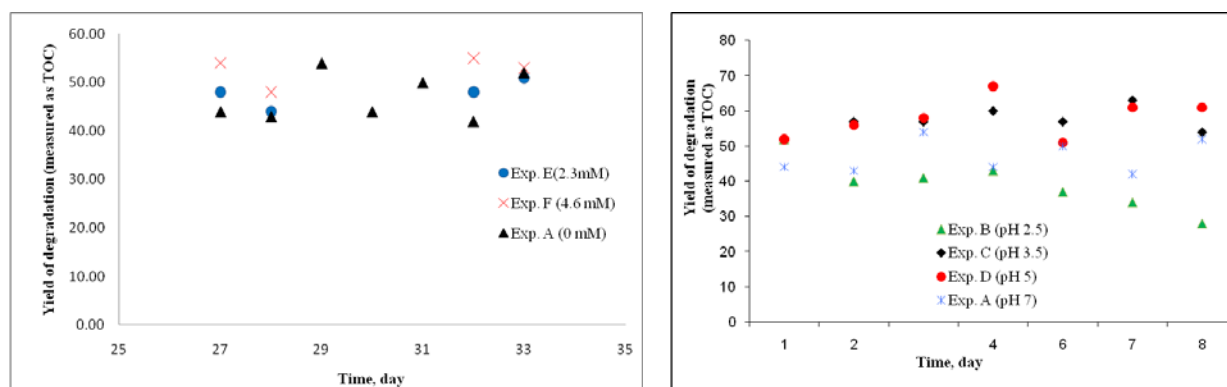 Yield of degradation (measured as TOC)
60.00
50.00
40.00
30.00
20.00
10.00
0.00
Exp. E(2.3mM)
Exp. F (4.6 mM)
Exp. A (0 mM)
25 27 29 31 33 35
Time, day
Yield of degradation
(measured as TOC)
80
70
60
50
40
30
20
10
0
Exp. B (pH 2.5)
Exp. C (pH 3.5)
Exp. D (pH 5)
Exp. A (pH 7)
1 2 4 6 7 8
Time, day